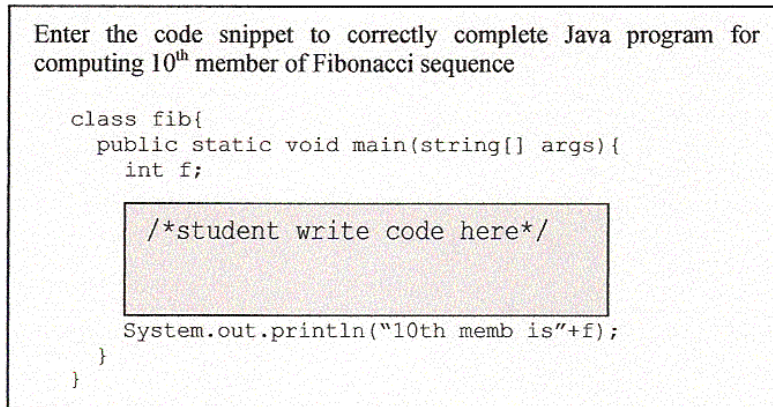 Enter the code snippet to correctly complete Java program for
computing 10th member of Fibonacci sequence
class fib{
public static void main(string[] args){
int f;
/*student write code here*/
System.out.println(“10th memb is”+f);
}
}